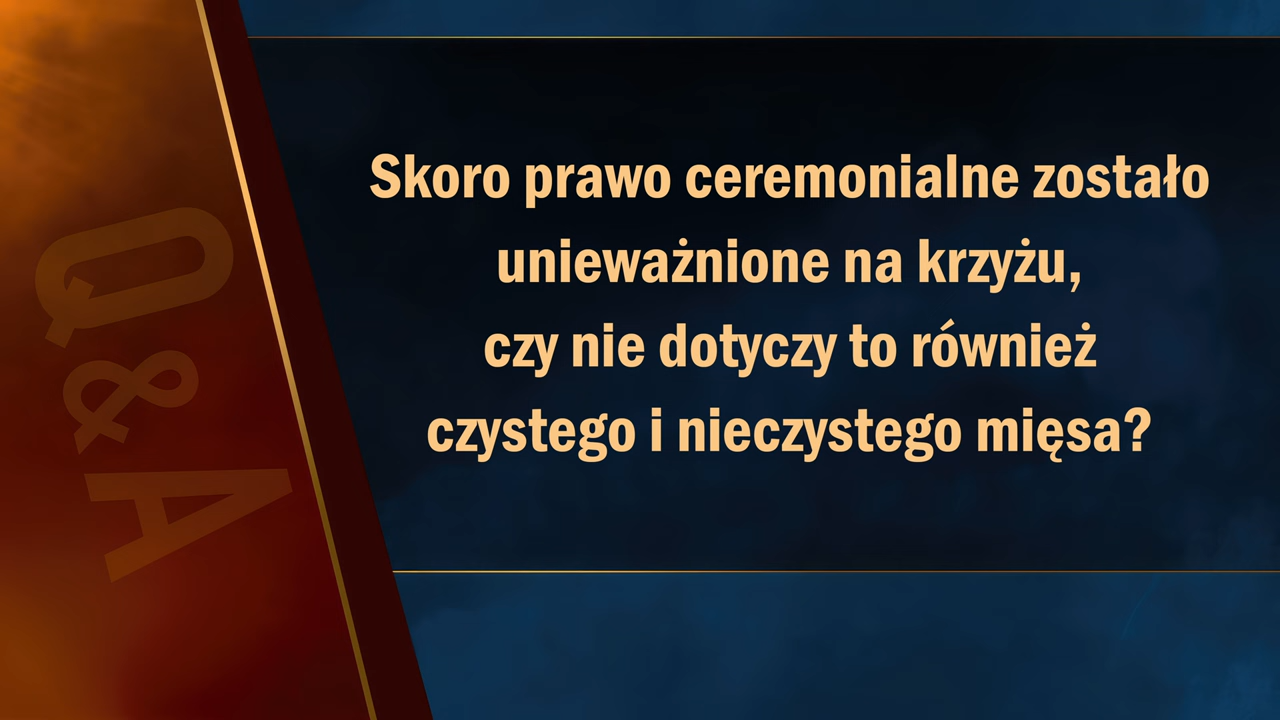 Q&A
Skoro prawo ceremonialne zostało
unieważnione na krzyżu,
czy nie dotyczy to również
czystego i nieczystego mięsa?